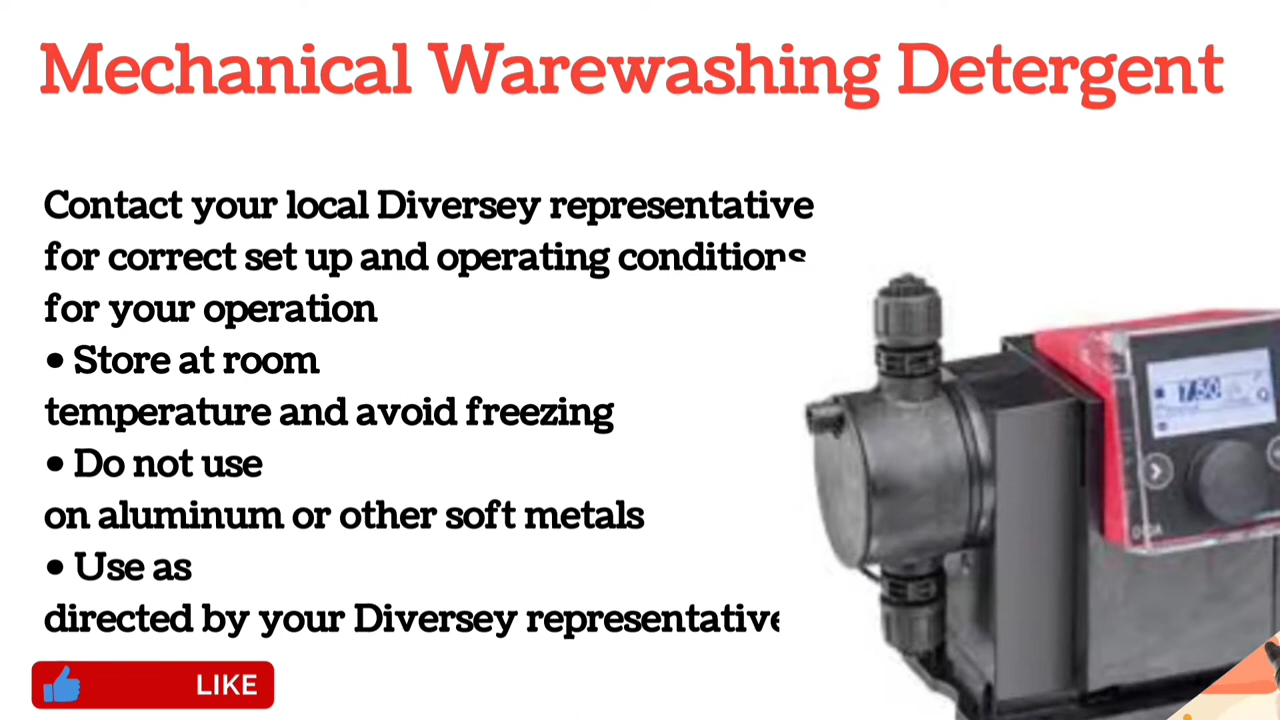 Mechanical Warewashing Detergent
Contact your local Diversey representative
for correct set up and operating conditions
for your operation
• Store at room
temperature and avoid freezing
• Do not use
on aluminum or other soft metals
• Use as
directed by your Diversey representative
7.50
LIKE